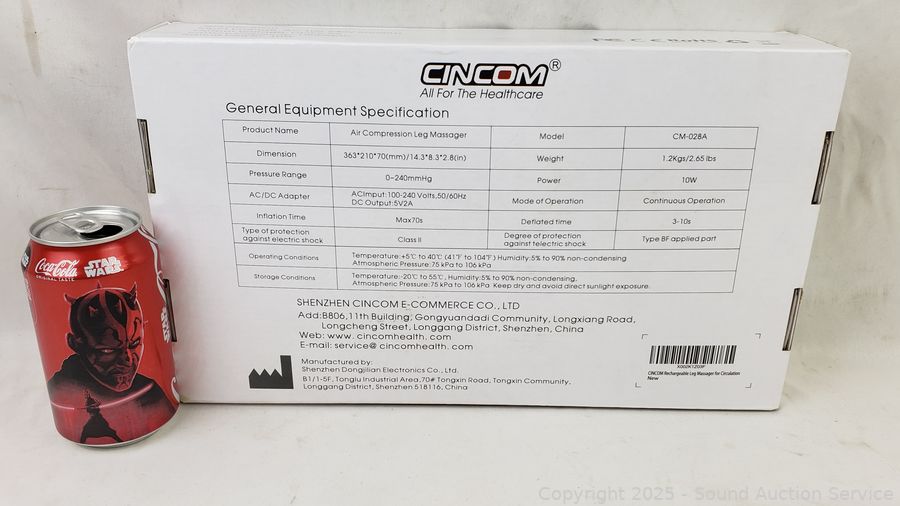 CINCOM®
All For The Healthcare
General Equipment Specification
Product Name Air Compression Leg Massager Model CM-028A
Dimension 363*210*70(mm)/14.3*8.3*2.8(in) Weight 1.2Kgs/2.65 lbs
Pressure Range 0~240mmHg Power 10W
AC/DC Adapter ACImput:100-240 Volts.50/60Hz Mode of Operation Continuous Operation
DC Output:5V2A
Inflation Time Max70s Deflated time 3-10s
Type of protection against electric shock Class II Degree of protection against telectric shock Type BF applied part
Operating Conditions Temperature:+5℃ to 40℃ (41℉ to 104℉) Humidity:5% to 90% non-condensing
Atmospheric Pressure:75 kPa to 106 kPa
Storage Conditions Temperature:-20℃ to 55℃, Humidity:5% to 90% non-condensing.
Atmospheric Pressure:75 kPa to 106 kPa Keep dry and avoid direct sunlight exposure.
SHENZHEN CINCOM E-COMMERCE CO., LTD
Add:B806,11th Building, Gongyuandadi Community, Longxiang Road,
Longcheng Street, Longgang District, Shenzhen, China
Web: www. cincomhealth. com
E-mail: service@ cincomhealth. com
Manufactured by:
Shenzhen Dongjilian Electronics Co., Ltd.
B1/1-5F, Tonglu Industrial Area,70# Tongxin Road, Tongxin Community,
Longgang District, Shenzhen 518116, China
X002K1Z03F
CINCOM Rechargeable Leg Massager for Circulation
New
Coca-Cola
ORIGINAL TASTE
STAR WARS
Copyright 2025 - Sound Auction Service